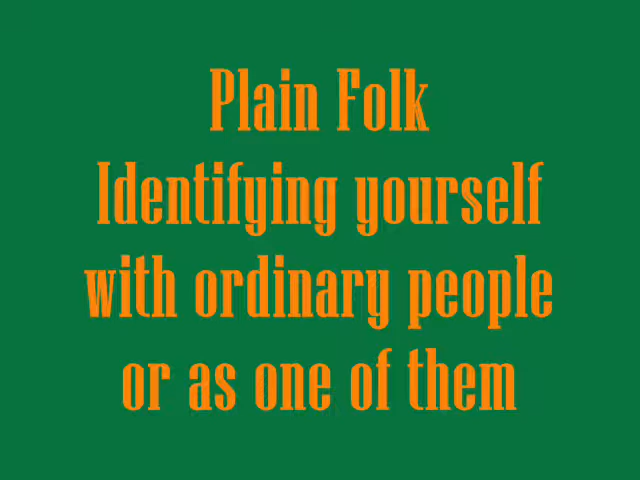 Plain Folk
Identifying yourself
with ordinary people
or as one of them